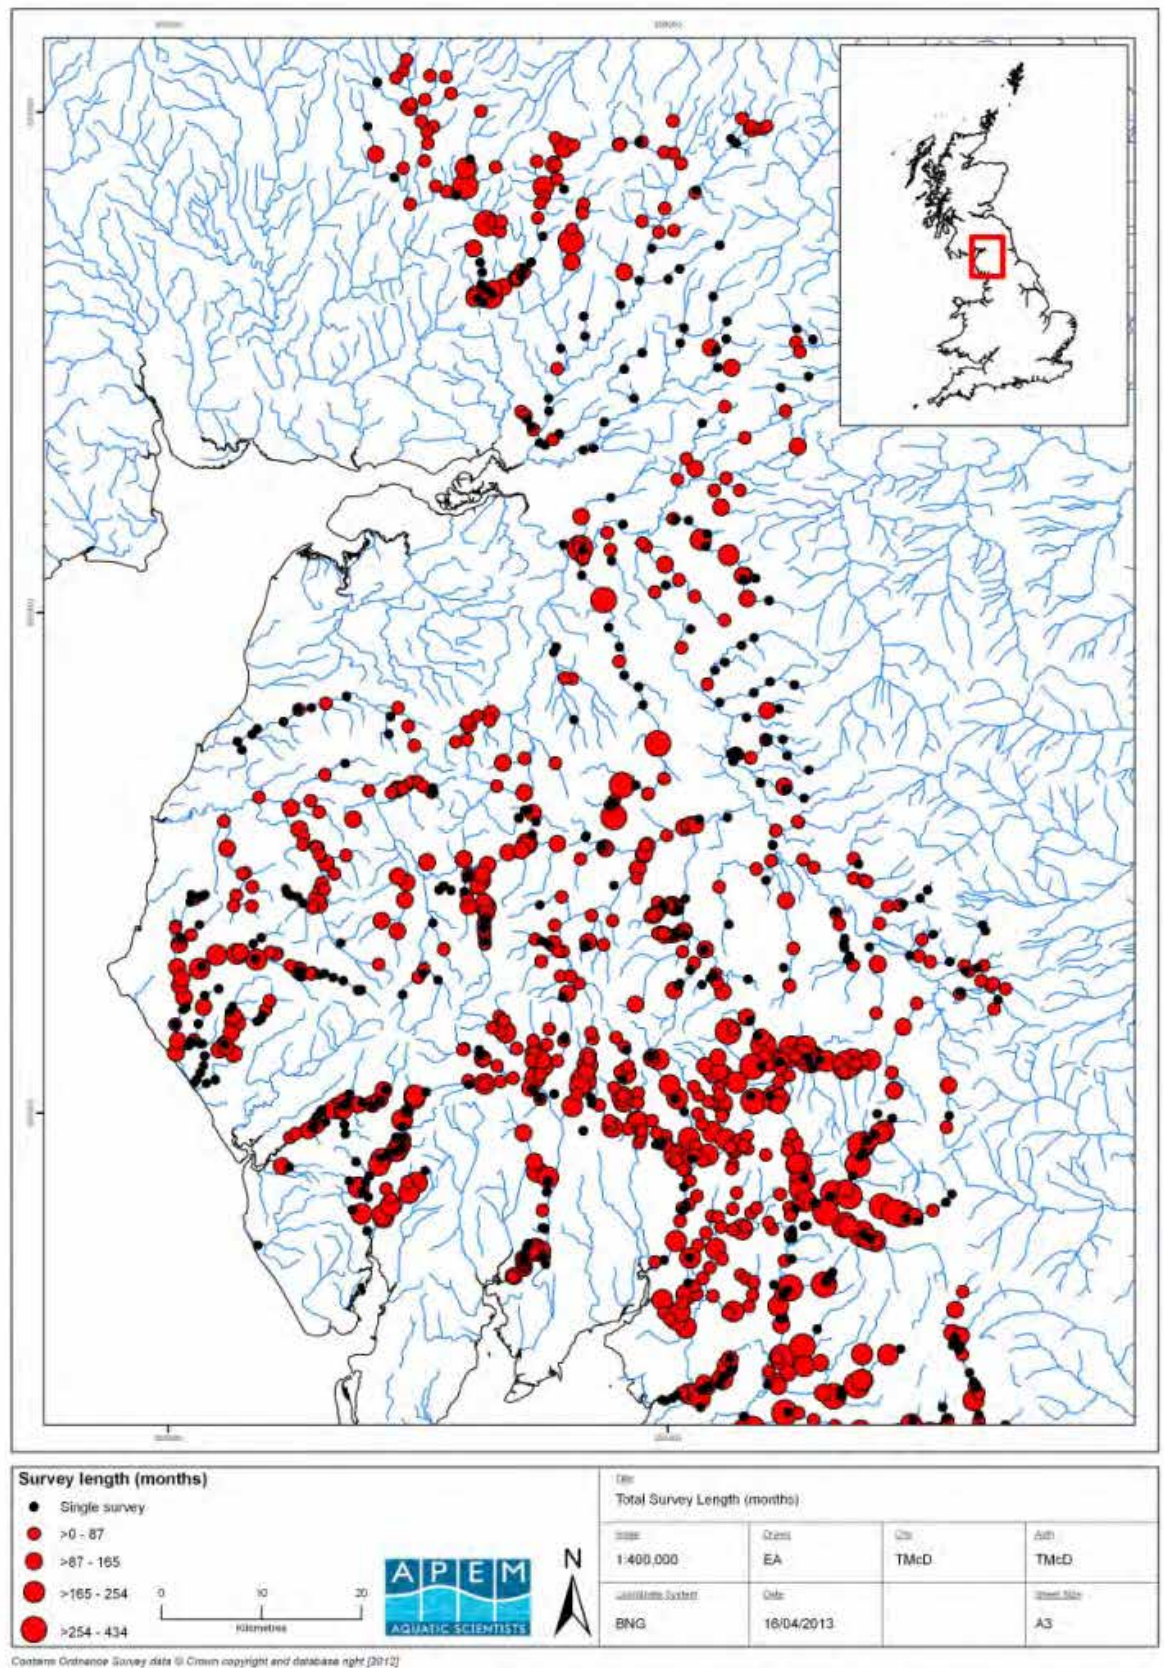 Survey length (months)
Single survey
>0 - 87
>87 - 165
>165 - 254
>254 - 434
0 10 20
Kilometres
APEM
AQUATIC SCIENTISTS
N
Title
Total Survey Length (months)
Scale
1:400,000
Drawn
EA
Chk
TMcD
Auth
TMcD
Coordinate System
BNG
Date
16/04/2013
Sheet Size
A3
Contains Ordnance Survey data © Crown copyright and database right [2012]